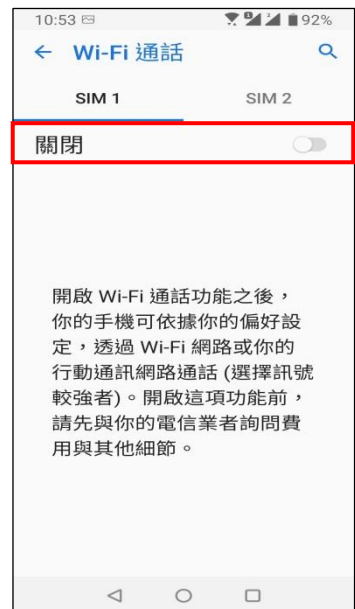 10:53 92%
Wi-Fi 通話
SIM 1 SIM 2
關閉
開啟 Wi-Fi 通話功能之後，
你的手機可依據你的偏好設
定，透過 Wi-Fi 網路或你的
行動通訊網路通話 (選擇訊號
較強者)。開啟這項功能前，
請先與你的電信業者詢問費
用與其他細節。